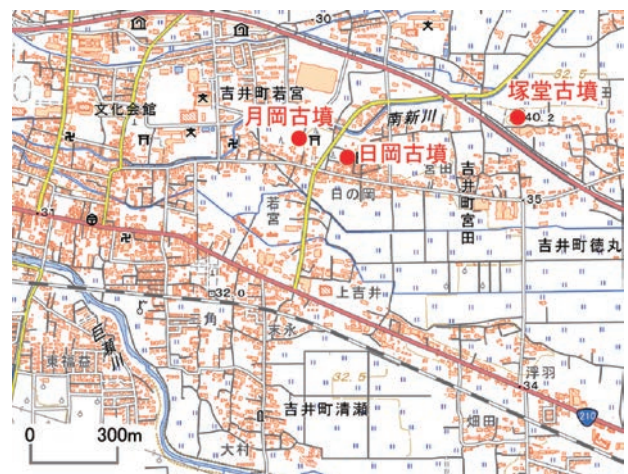 30
32.5
田
塚堂古墳
40.2
吉井町若宮
文化会館
月岡古墳
南新川
日岡古墳
宮田
日の岡
吉井町宮田
35
若宮
31
吉井町徳丸
上吉井
32.0
角
末永
巨瀬川
東福益
32.5
浮羽
34
吉井町清瀬
畑田
210
0
300m
大村